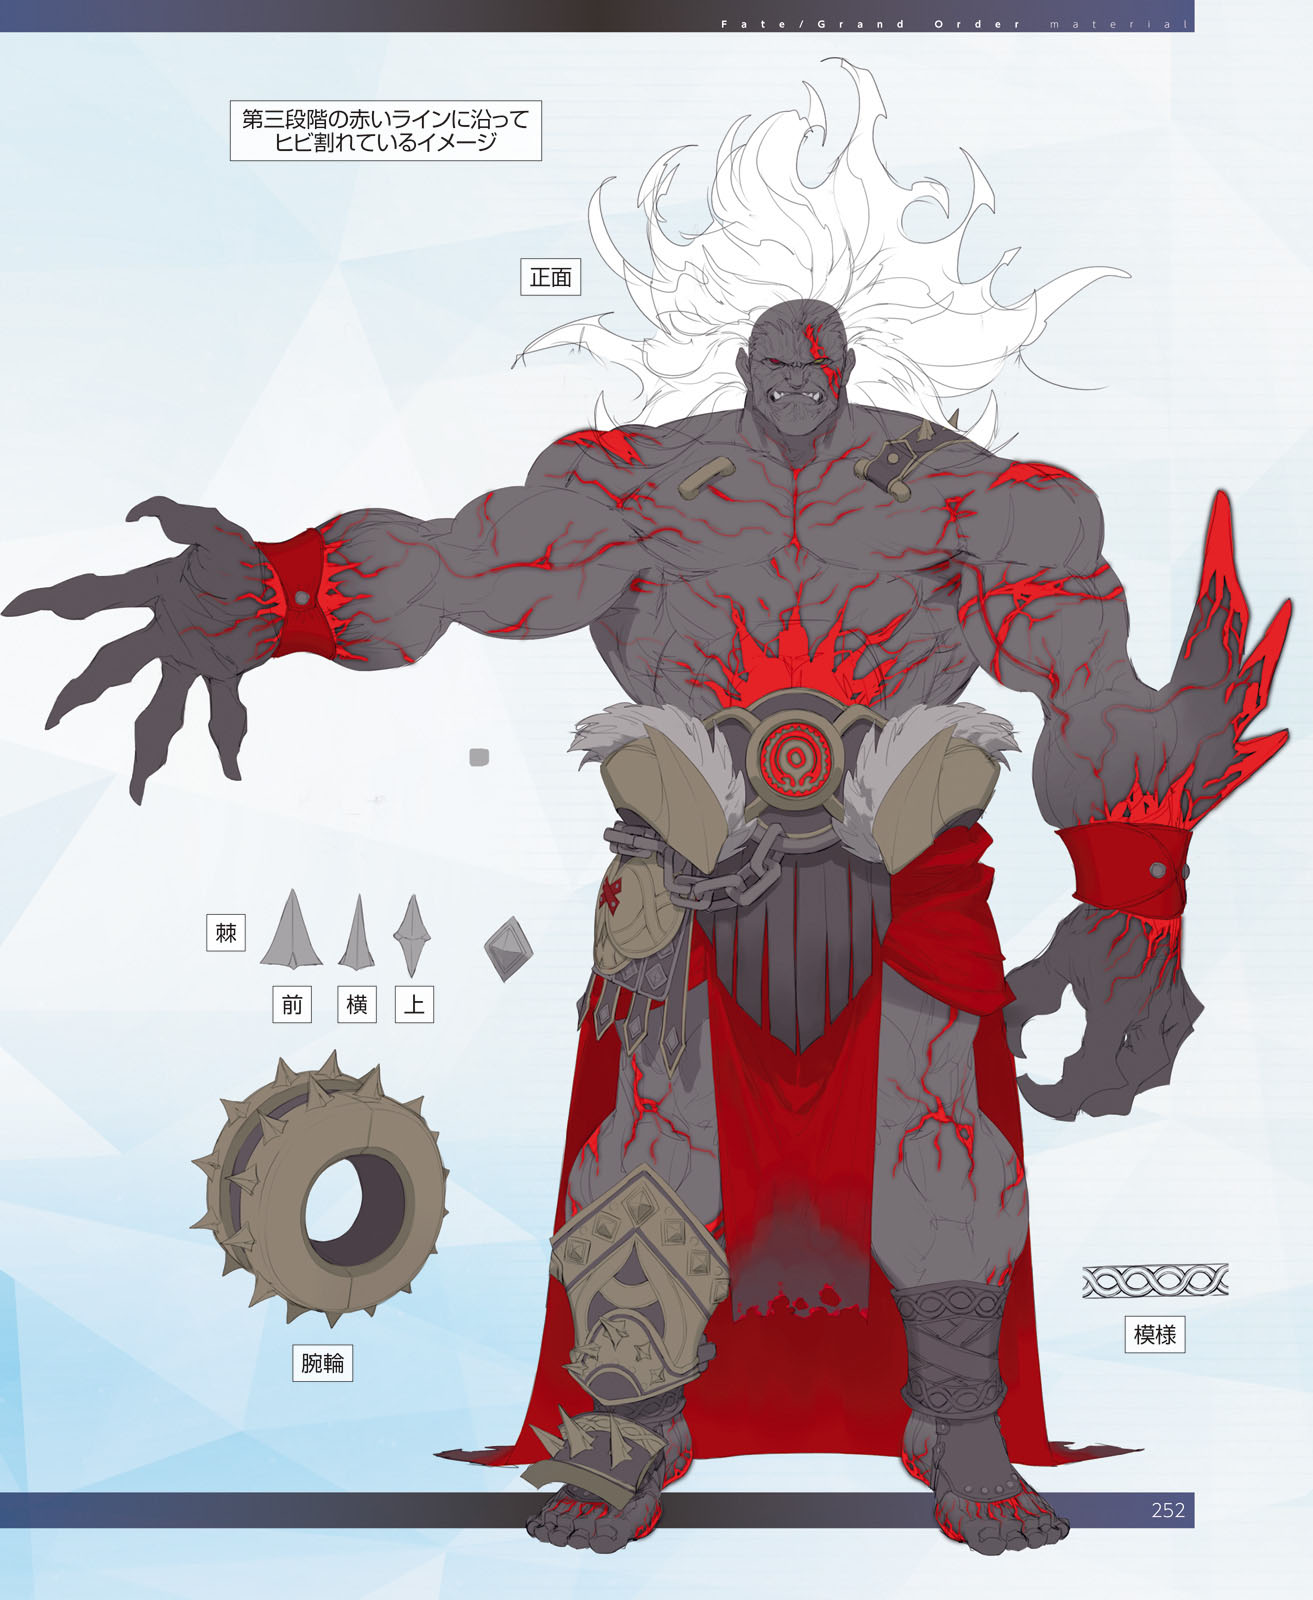 Fate/Grand Order material
第三段階の赤いラインに沿って
ヒビ割れているイメージ
正面
棘
前
横
上
腕輪
模様
252